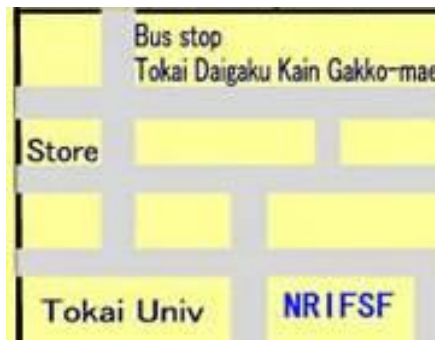 Bus stop
Tokai Daigaku Kain Gakko-mae
Store
Tokai Univ
NRIFSF